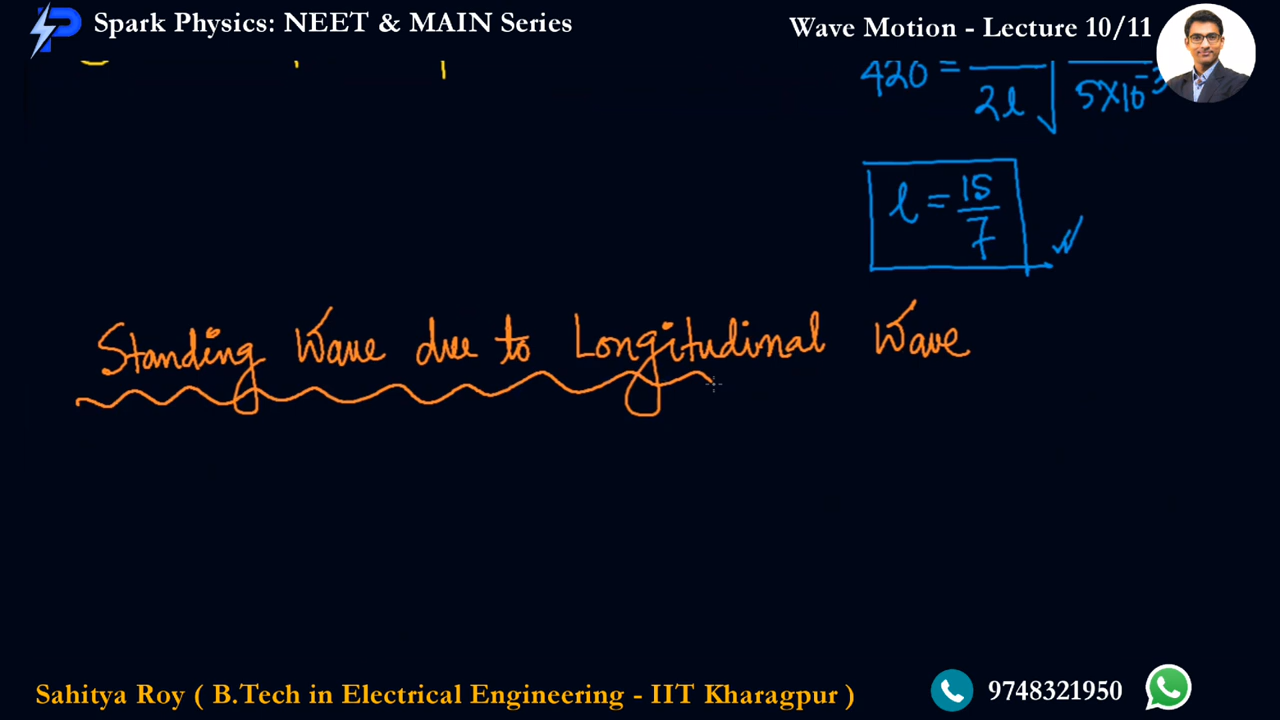 Spark Physics: NEET & MAIN Series
Wave Motion - Lecture 10/11
420 = 2l √ 5×10⁻³
l = 15/7
Standing Wave due to Longitudinal Wave
Sahitya Roy ( B.Tech in Electrical Engineering - IIT Kharagpur )
9748321950